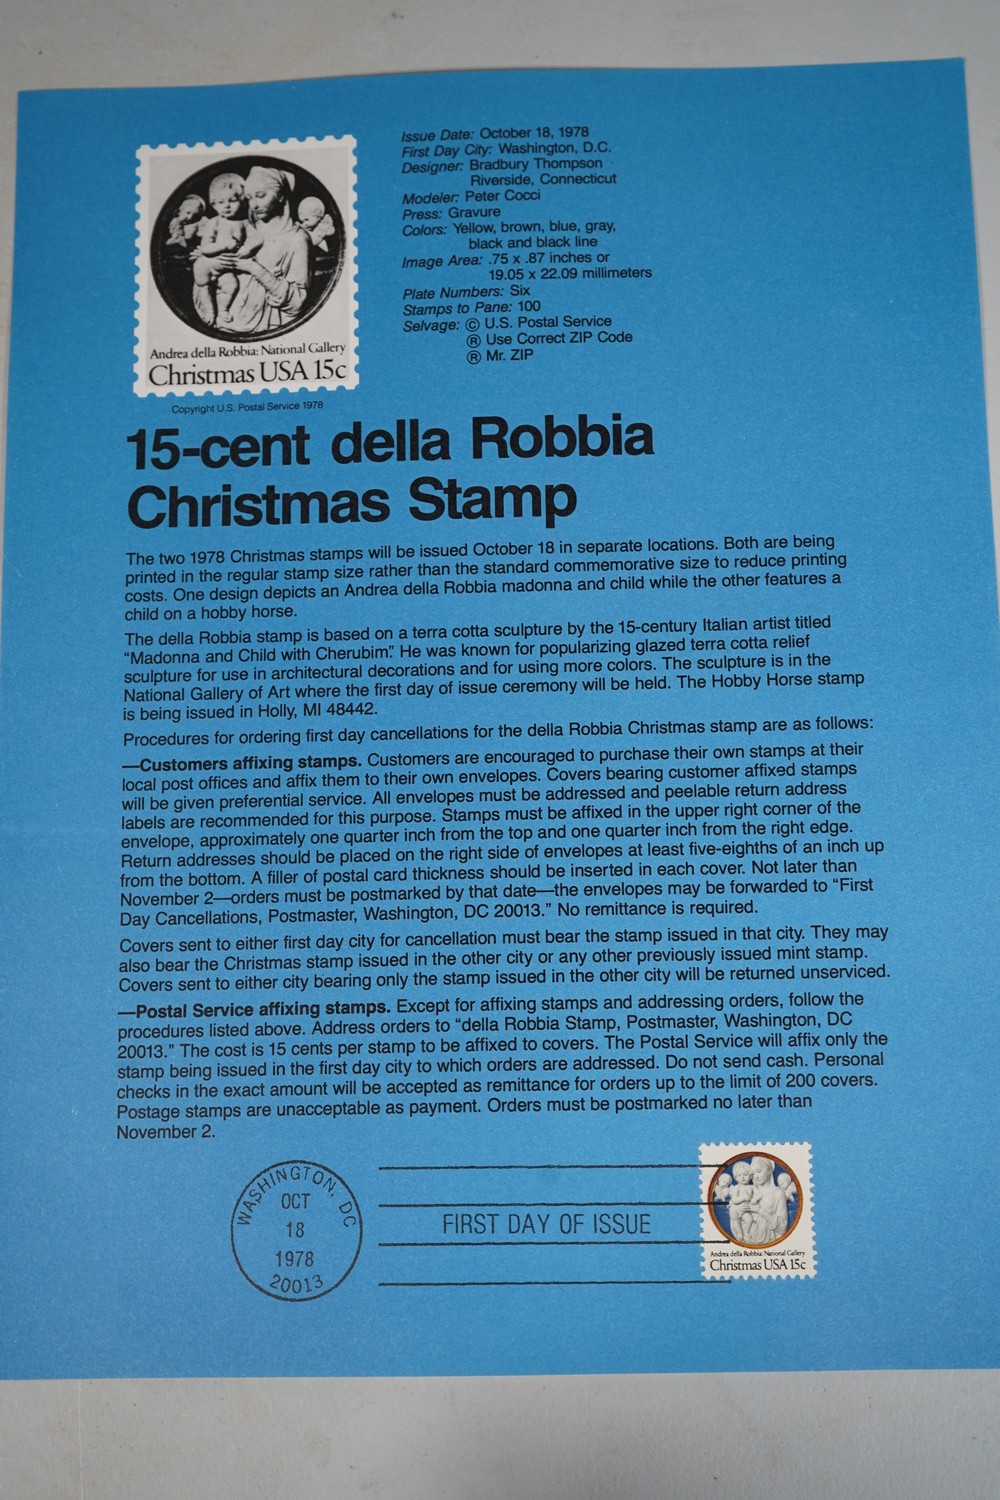 Andrea della Robbia: National Gallery
Christmas USA 15c
Copyright U.S. Postal Service 1978
Issue Date: October 18, 1978
First Day City: Washington, D.C.
Designer: Bradbury Thompson
Riverside, Connecticut
Modeler: Peter Cocci
Press: Gravure
Colors: Yellow, brown, blue, gray,
black and black line
Image Area: .75 x .87 inches or
19.05 x 22.09 millimeters
Plate Numbers: Six
Stamps to Pane: 100
Selvage: © U.S. Postal Service
® Use Correct ZIP Code
® Mr. ZIP
15-cent della Robbia
Christmas Stamp
The two 1978 Christmas stamps will be issued October 18 in separate locations. Both are being
printed in the regular stamp size rather than the standard commemorative size to reduce printing
costs. One design depicts an Andrea della Robbia madonna and child while the other features a
child on a hobby horse.
The della Robbia stamp is based on a terra cotta sculpture by the 15-century Italian artist titled
“Madonna and Child with Cherubim.” He was known for popularizing glazed terra cotta relief
sculpture for use in architectural decorations and for using more colors. The sculpture is in the
National Gallery of Art where the first day of issue ceremony will be held. The Hobby Horse stamp
is being issued in Holly, MI 48442.
Procedures for ordering first day cancellations for the della Robbia Christmas stamp are as follows:
—Customers affixing stamps. Customers are encouraged to purchase their own stamps at their
local post offices and affix them to their own envelopes. Covers bearing customer affixed stamps
will be given preferential service. All envelopes must be addressed and peelable return address
labels are recommended for this purpose. Stamps must be affixed in the upper right corner of the
envelope, approximately one quarter inch from the top and one quarter inch from the right edge.
Return addresses should be placed on the right side of envelopes at least five-eighths of an inch up
from the bottom. A filler of postal card thickness should be inserted in each cover. Not later than
November 2—orders must be postmarked by that date—the envelopes may be forwarded to “First
Day Cancellations, Postmaster, Washington, DC 20013.” No remittance is required.
Covers sent to either first day city for cancellation must bear the stamp issued in that city. They may
also bear the Christmas stamp issued in the other city or any other previously issued mint stamp.
Covers sent to either city bearing only the stamp issued in the other city will be returned unserviced.
—Postal Service affixing stamps. Except for affixing stamps and addressing orders, follow the
procedures listed above. Address orders to “della Robbia Stamp, Postmaster, Washington, DC
20013.” The cost is 15 cents per stamp to be affixed to covers. The Postal Service will affix only the
stamp being issued in the first day city to which orders are addressed. Do not send cash. Personal
checks in the exact amount will be accepted as remittance for orders up to the limit of 200 covers.
Postage stamps are unacceptable as payment. Orders must be postmarked no later than
November 2.
WASHINGTON, DC
OCT
18
1978
20013
FIRST DAY OF ISSUE
Andrea della Robbia: National Gallery
Christmas USA 15c